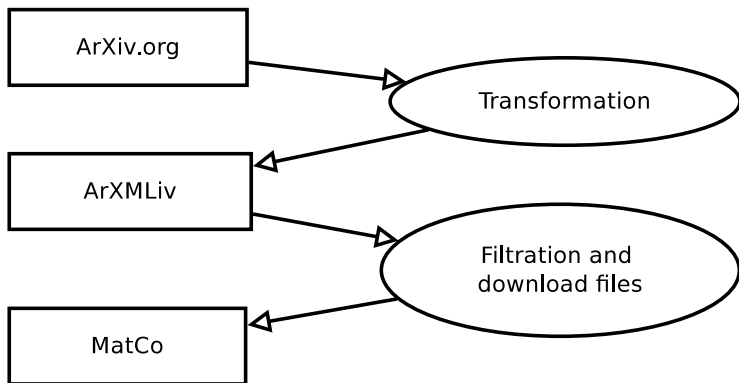 ArXiv.org
Transformation
ArXMLiv
Filtration and
download files
MatCo